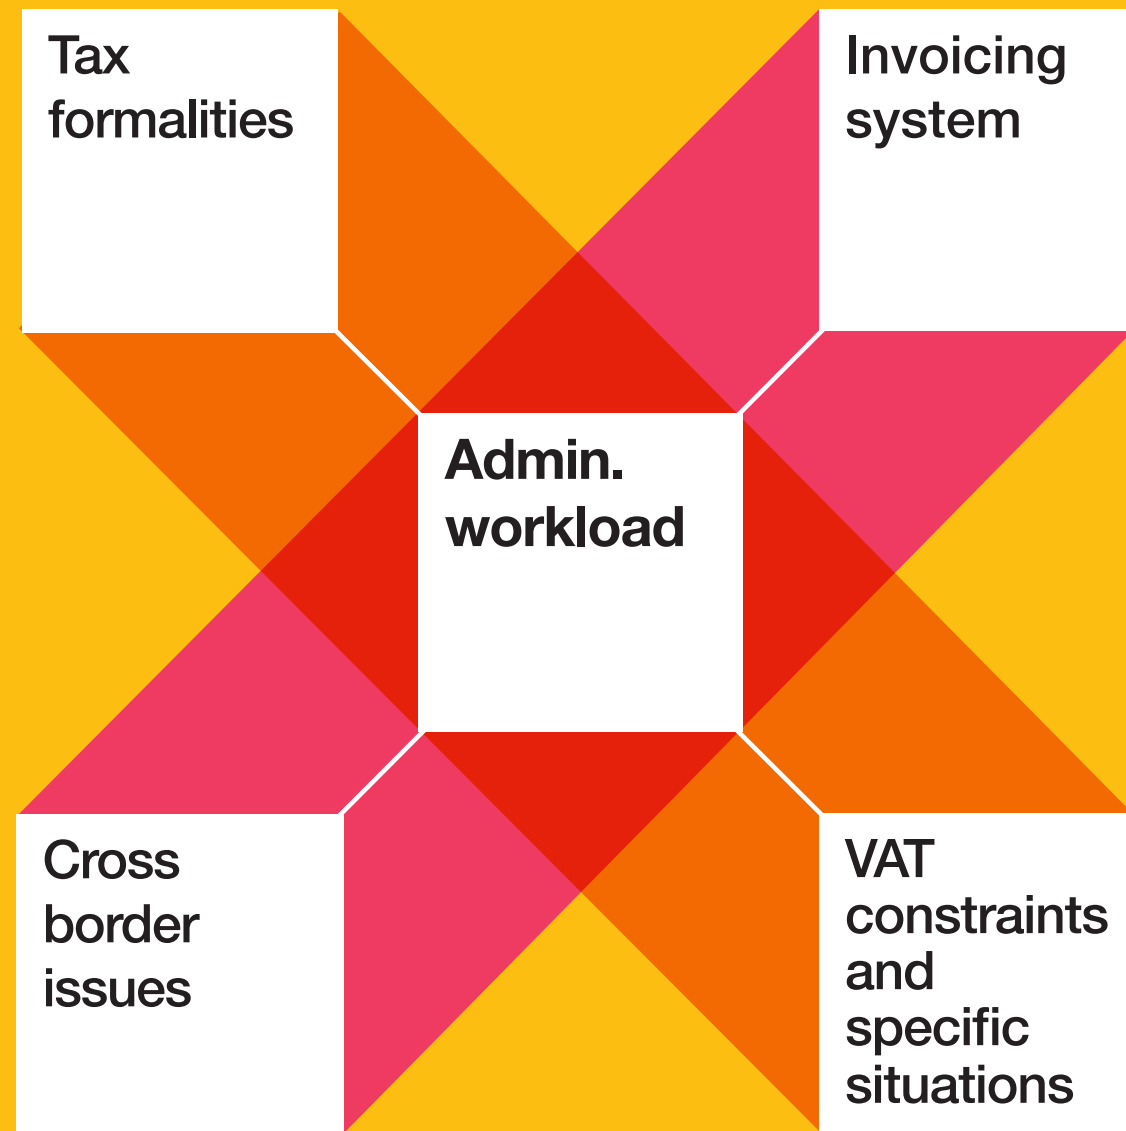 Tax
formalities
Invoicing
system
Admin.
workload
Cross
border
issues
VAT
constraints
and
specific
situations